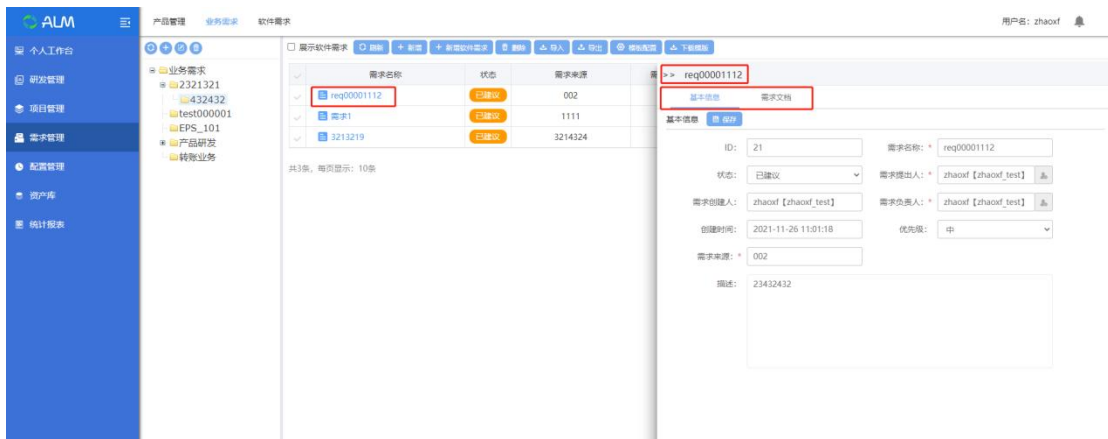 ALM
产品管理 业务需求 软件需求
用户名: zhaoxf
个人工作台
研发管理
项目管理
需求管理
配置管理
资产库
统计报表
业务需求
2321321
432432
test000001
EPS_101
产品研发
转账业务
展示软件需求 刷新 新增 新增软件需求 删除 导入 导出 模板配置 下载模板
需求名称 状态 需求来源 需
req00001112 已建议 002
需求1 已建议 1111
3213219 已建议 3214324
共3条, 每页显示: 10条
>> req00001112
基本信息 需求文档
基本信息 保存
ID: 21 需求名称: * req00001112
状态: 已建议 需求提出人: * zhaoxf【zhaoxf_test】
需求创建人: zhaoxf【zhaoxf_test】 需求负责人: * zhaoxf【zhaoxf_test】
创建时间: 2021-11-26 11:01:18 优先级: 中
需求来源: * 002
描述: 23432432